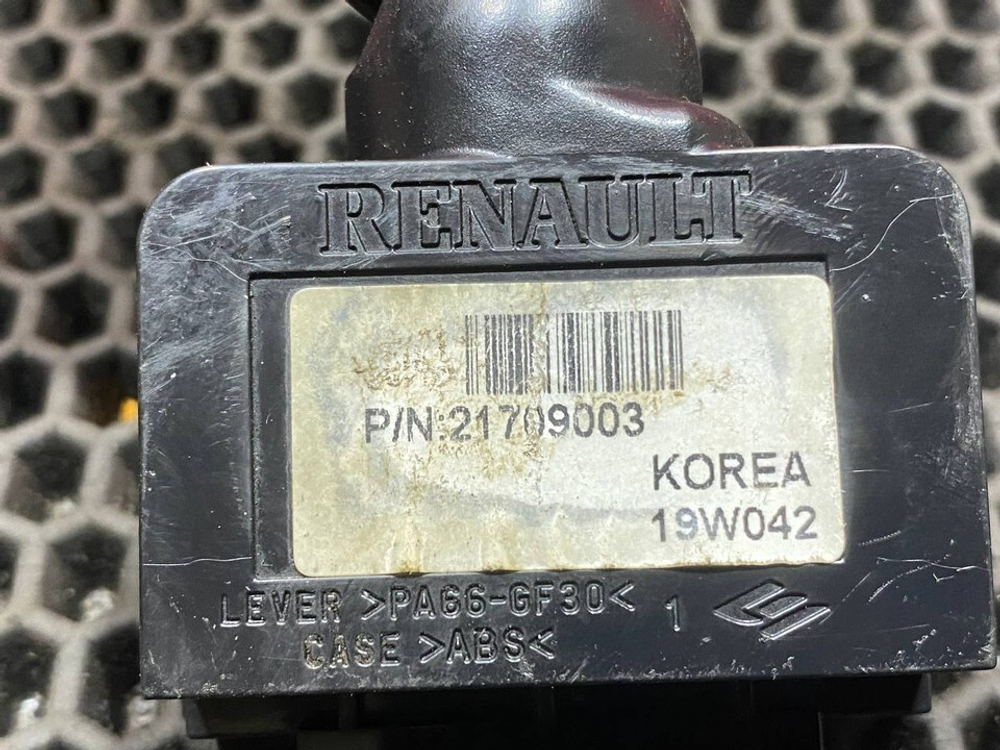 RENAULT
P/N:21709003
KOREA
19W042
LEVER >PA66-GF30< 1
CASE >ABS<